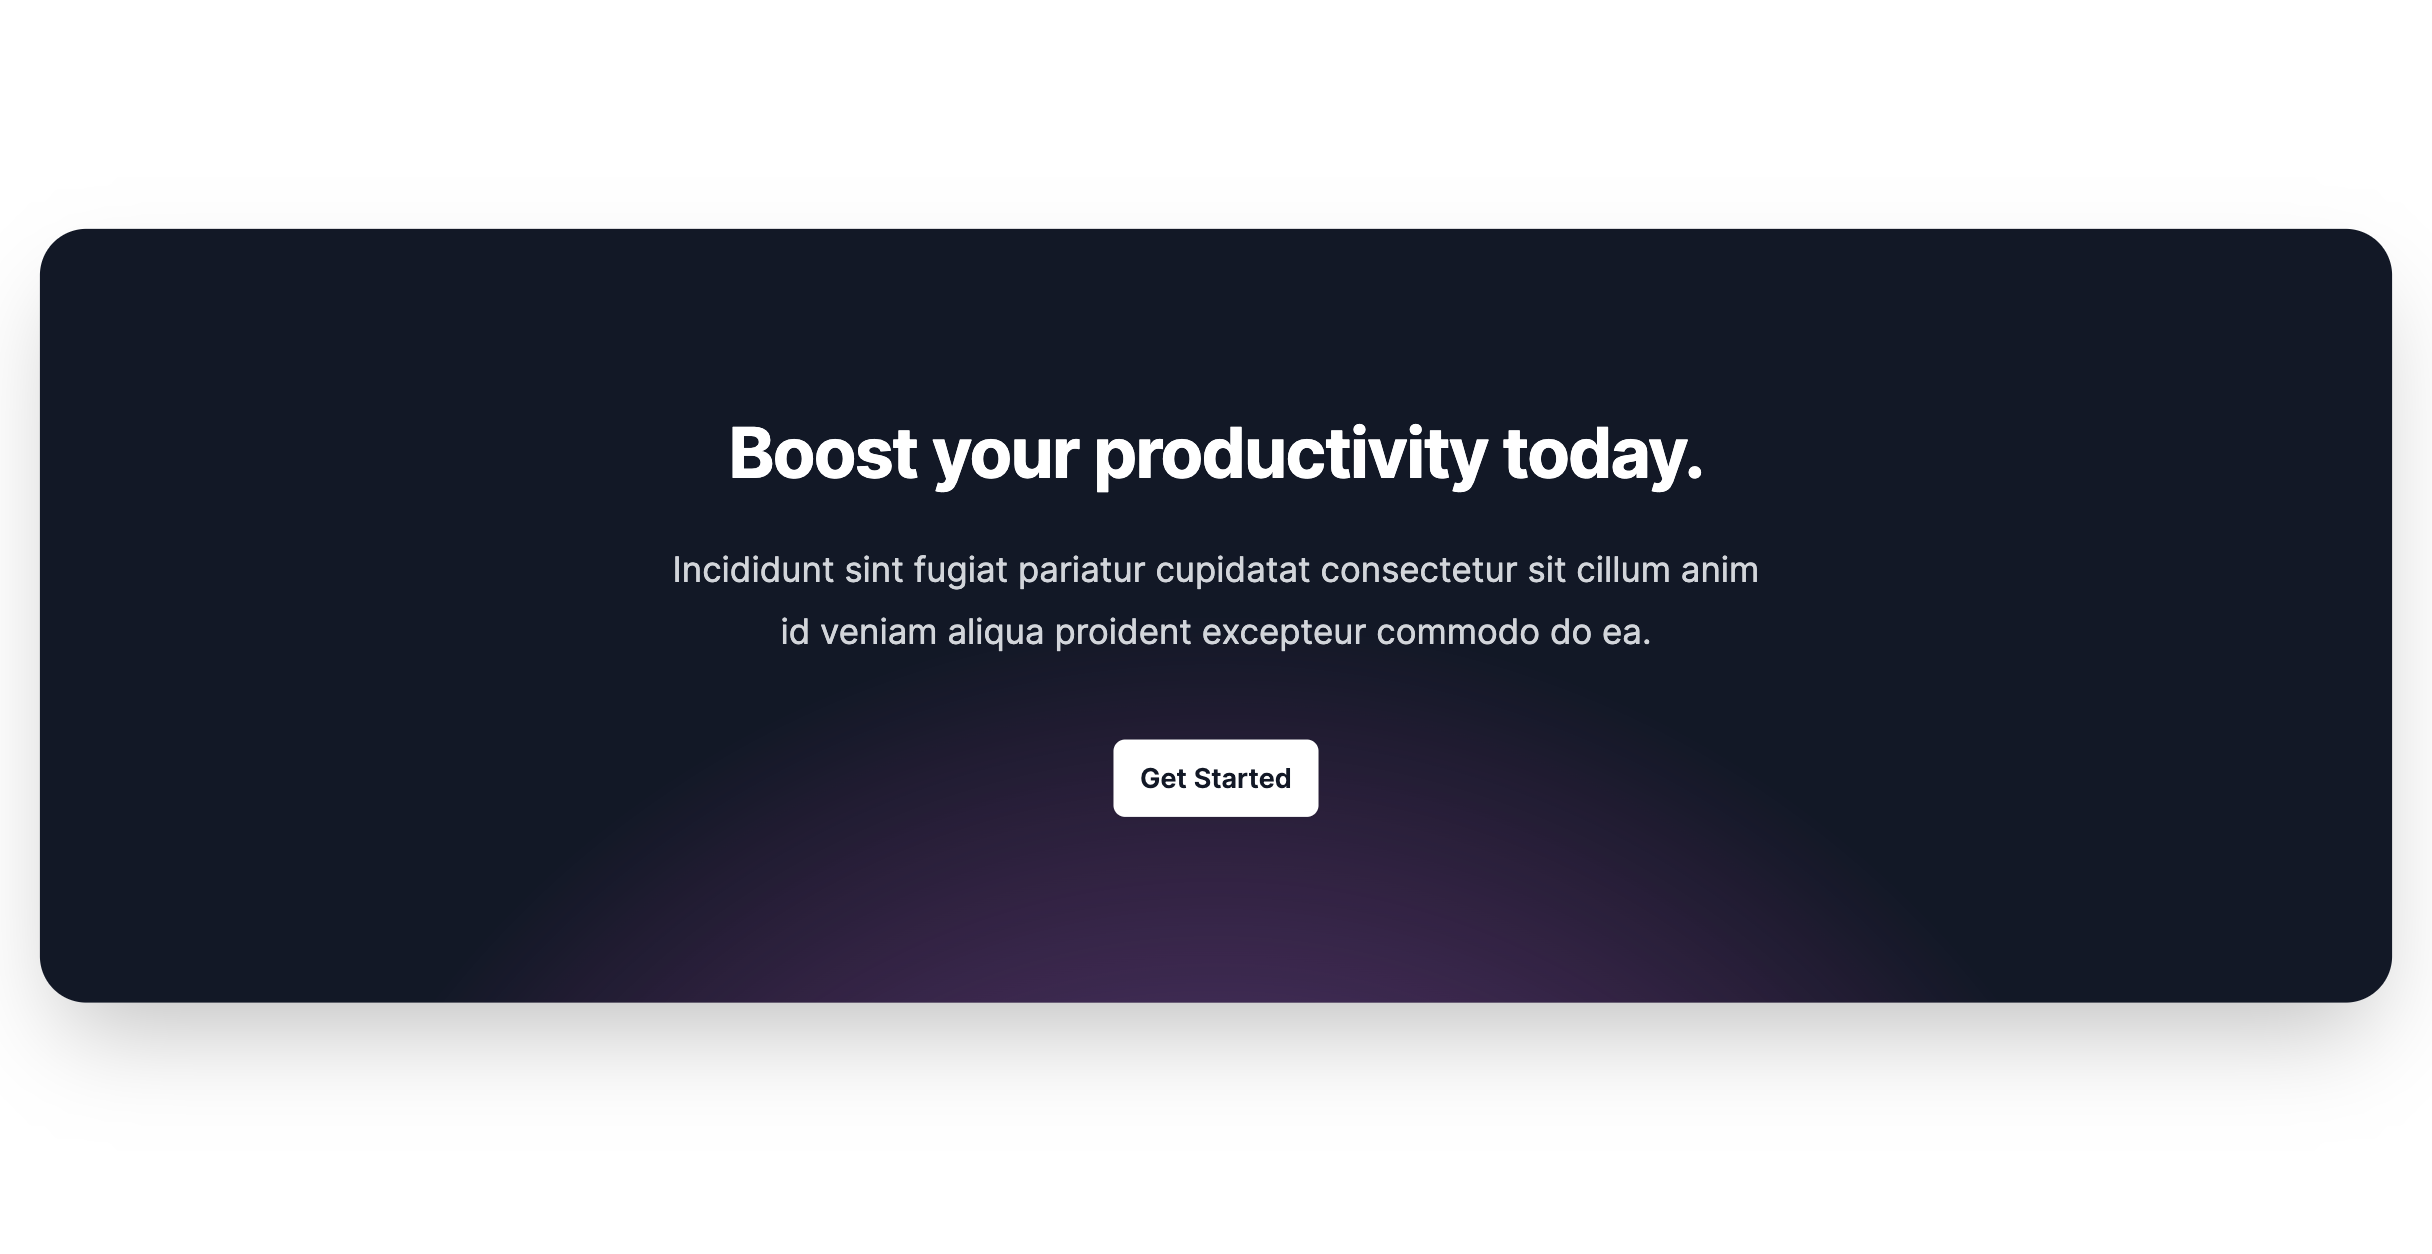 Boost your productivity today.
Incididunt sint fugiat pariatur cupidatat consectetur sit cillum anim
id veniam aliqua proident excepteur commodo do ea.
Get Started